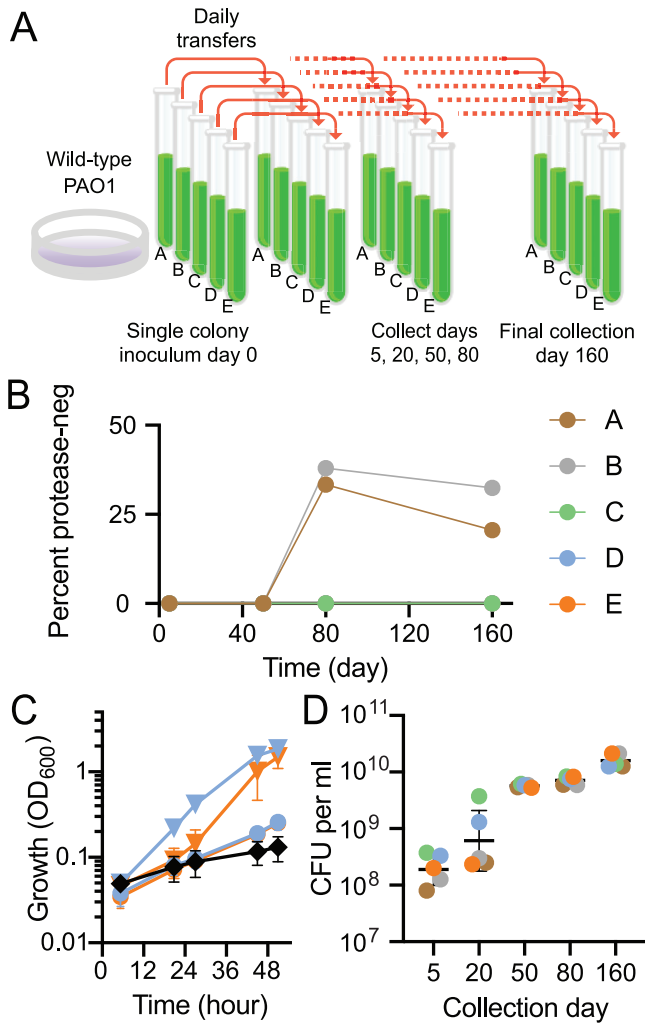 A
Daily
transfers
Wild-type
PAO1
A
B
C
D
E
A
B
C
D
E
A
B
C
D
E
A
B
C
D
E
Single colony
inoculum day 0
Collect days
5, 20, 50, 80
Final collection
day 160
B
Percent protease-neg
50
25
0
0
40
80
120
160
Time (day)
A
B
C
D
E
C
Growth (OD600)
1
0.1
0.01
0
12
24
36
48
Time (hour)
D
CFU per ml
10^11
10^10
10^9
10^8
10^7
5
20
50
80
160
Collection day